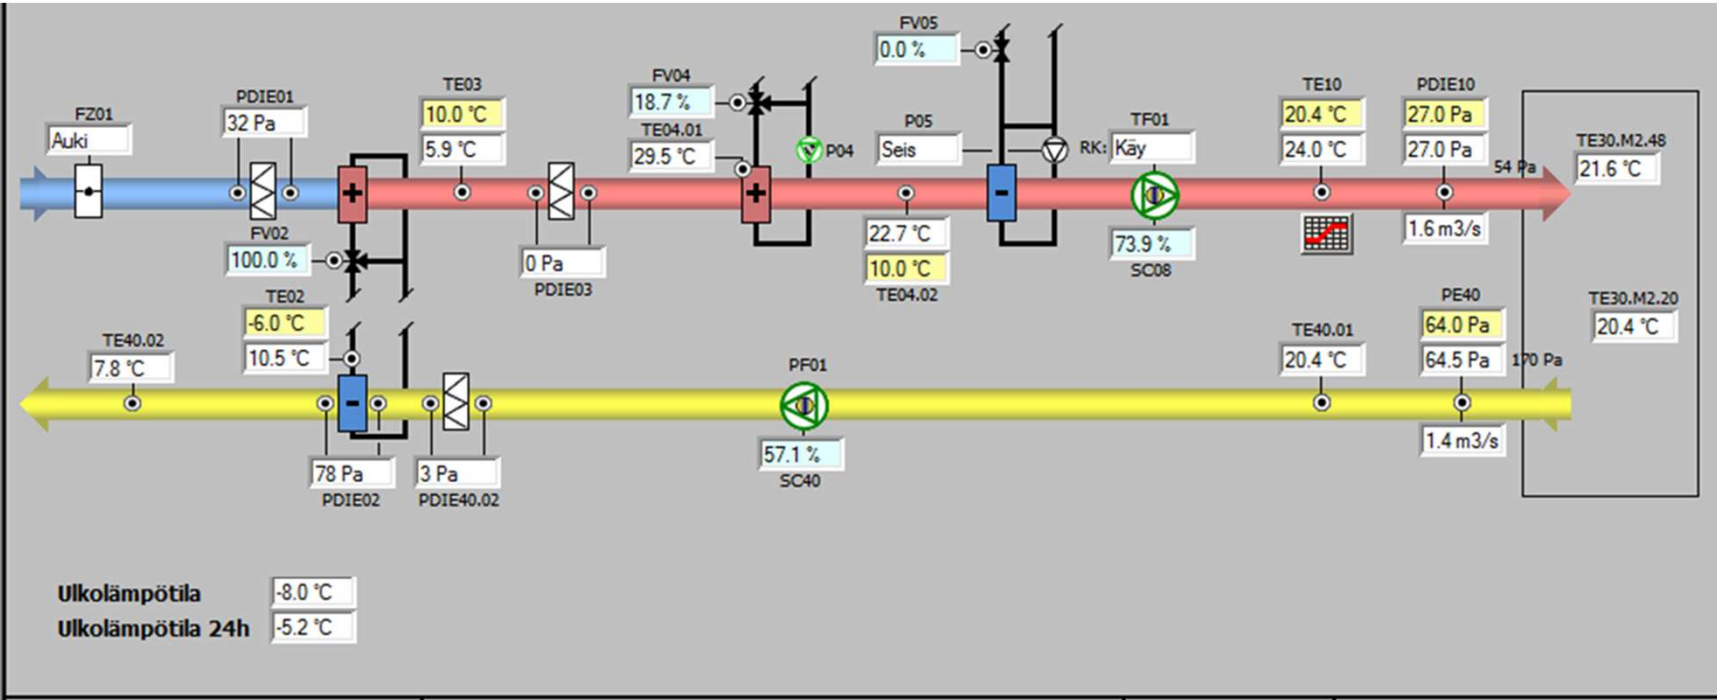 FV05
0.0 %
FV04
18.7 %
TE03
10.0 °C
5.9 °C
TE10
20.4 °C
24.0 °C
PDIE10
27.0 Pa
27.0 Pa
PDIE01
32 Pa
FZ01
Auki
TE04.01
29.5 °C
P04
P05
Seis
TF01
RK: Käy
54 Pa
TE30.M2.48
21.6 °C
+
+
-
FV02
100.0 %
0 Pa
PDIE03
22.7 °C
10.0 °C
TE04.02
73.9 %
SC08
1.6 m3/s
TE02
-6.0 °C
10.5 °C
TE40.02
7.8 °C
PF01
TE40.01
20.4 °C
PE40
64.0 Pa
64.5 Pa
170 Pa
TE30.M2.20
20.4 °C
-
78 Pa
PDIE02
3 Pa
PDIE40.02
57.1 %
SC40
1.4 m3/s
Ulkolämpötila -8.0 °C
Ulkolämpötila 24h -5.2 °C